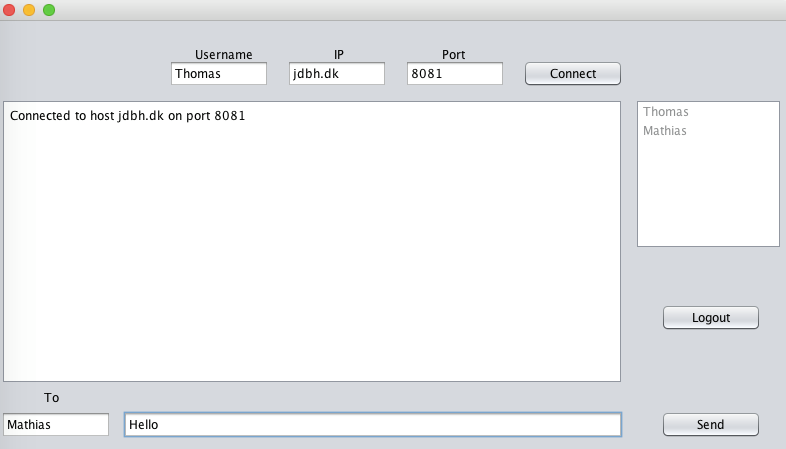 Username IP Port
Thomas jdbh.dk 8081 Connect
Connected to host jdbh.dk on port 8081
Thomas
Mathias
Logout
To
Mathias Hello Send